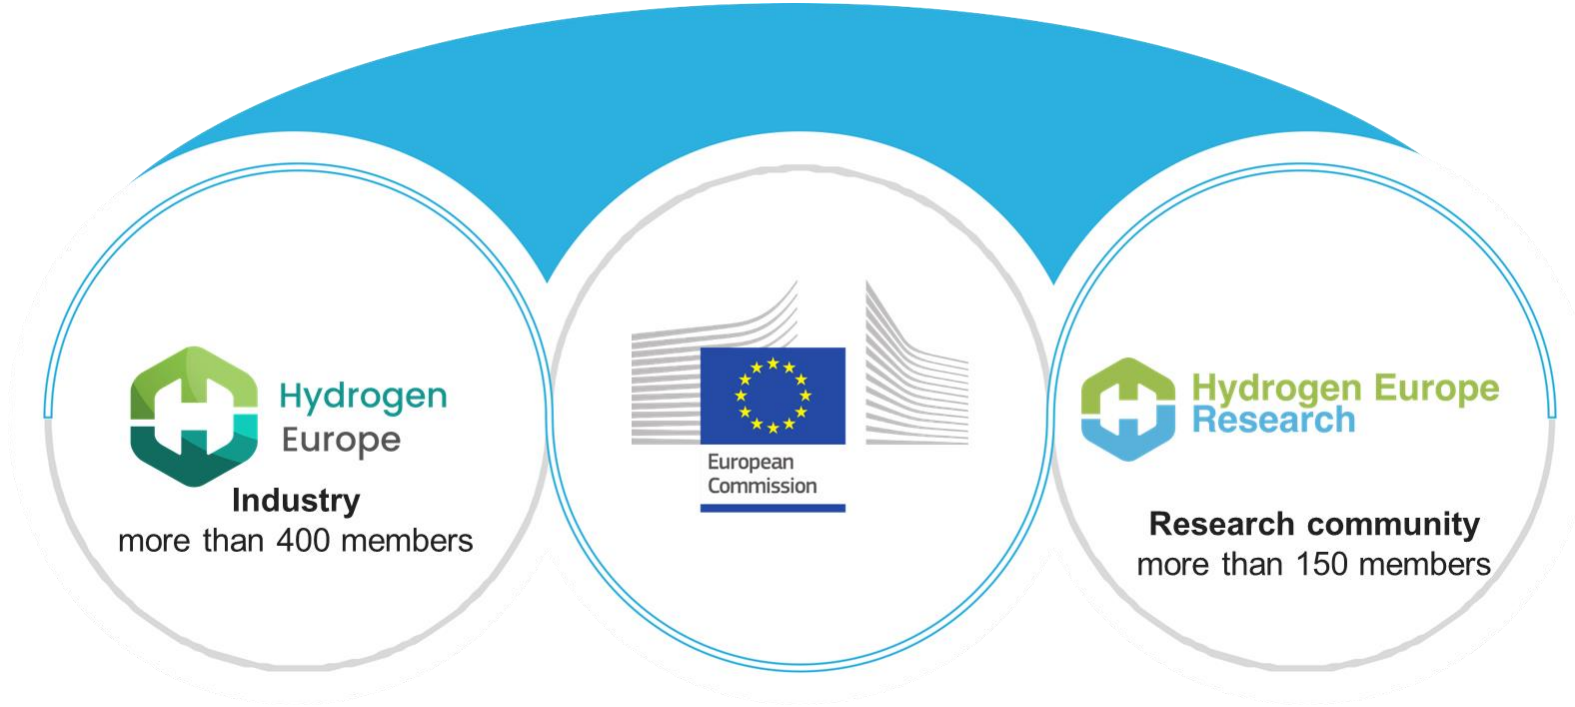 Hydrogen
Europe
Industry
more than 400 members
European
Commission
Hydrogen Europe
Research
Research community
more than 150 members